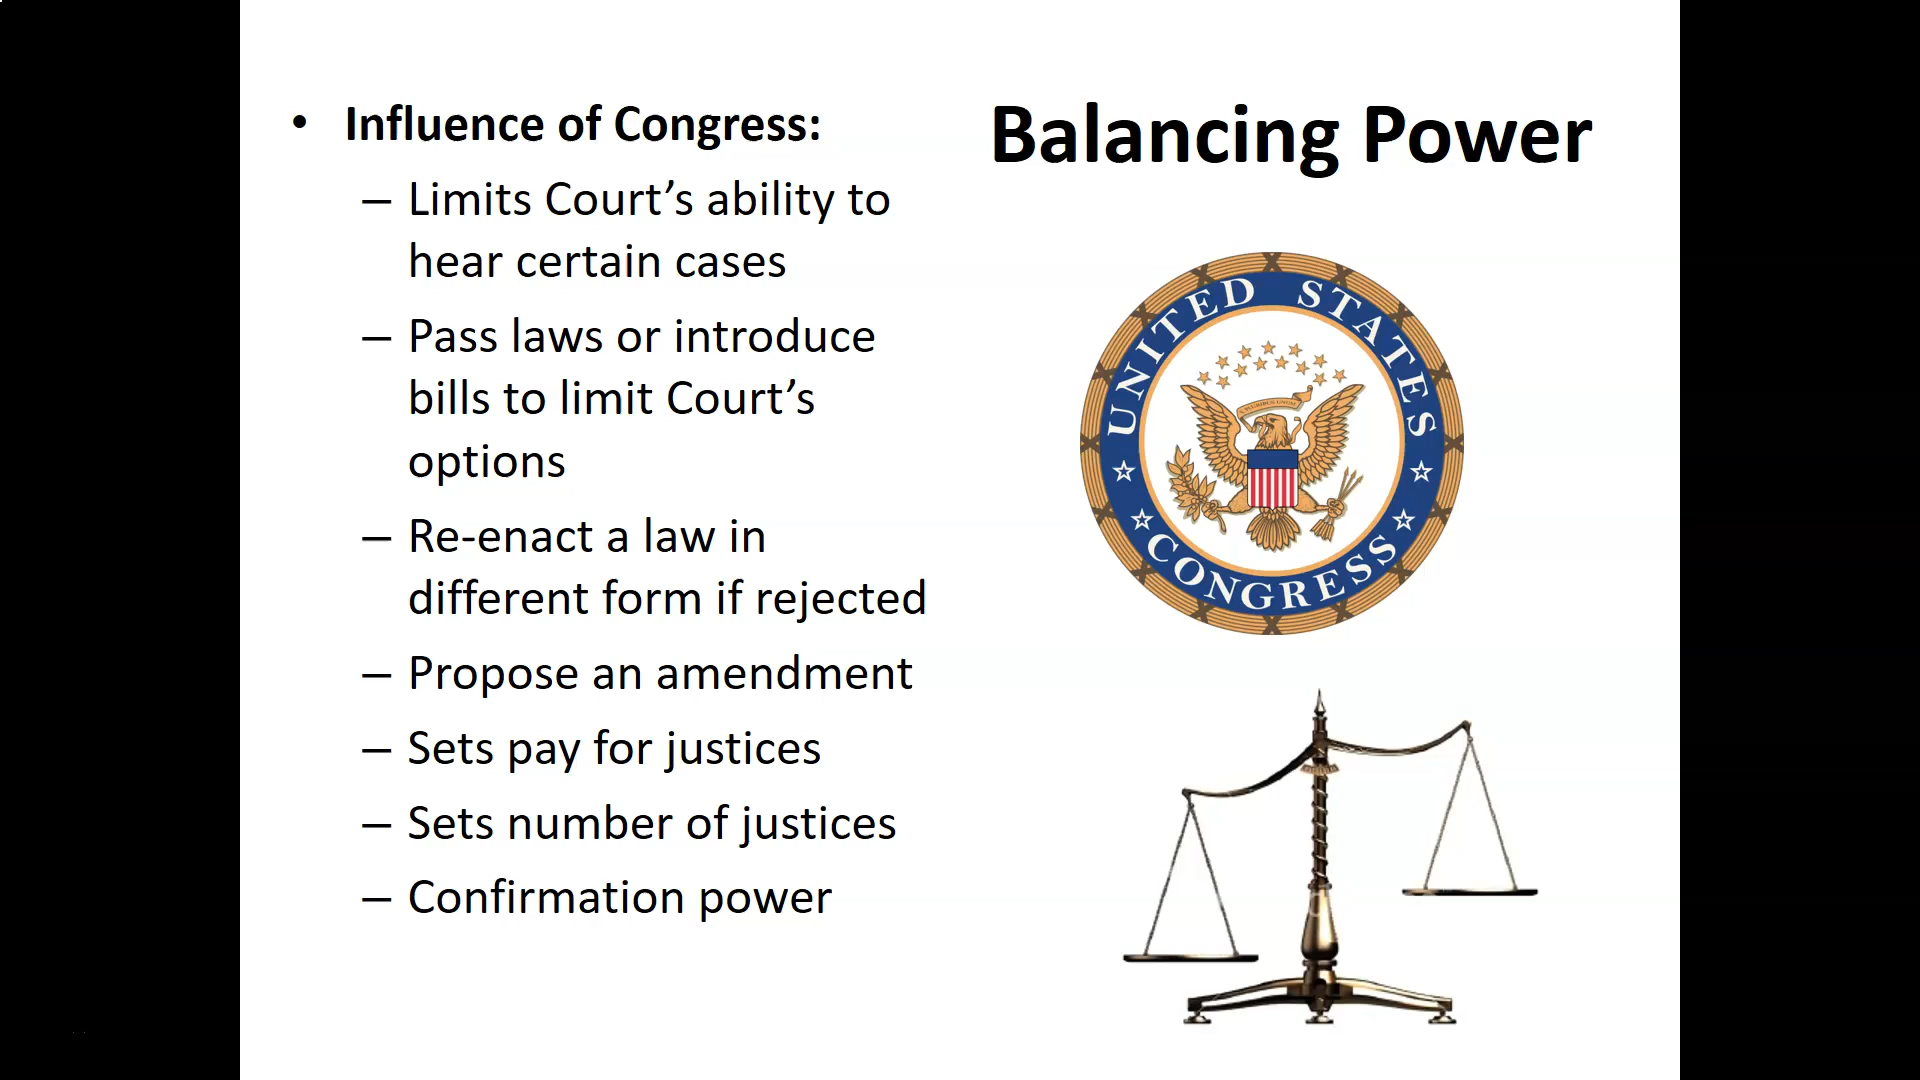 Balancing Power
• Influence of Congress:
– Limits Court’s ability to
hear certain cases
– Pass laws or introduce
bills to limit Court’s
options
– Re-enact a law in
different form if rejected
– Propose an amendment
– Sets pay for justices
– Sets number of justices
– Confirmation power
UNITED STATES
CONGRESS